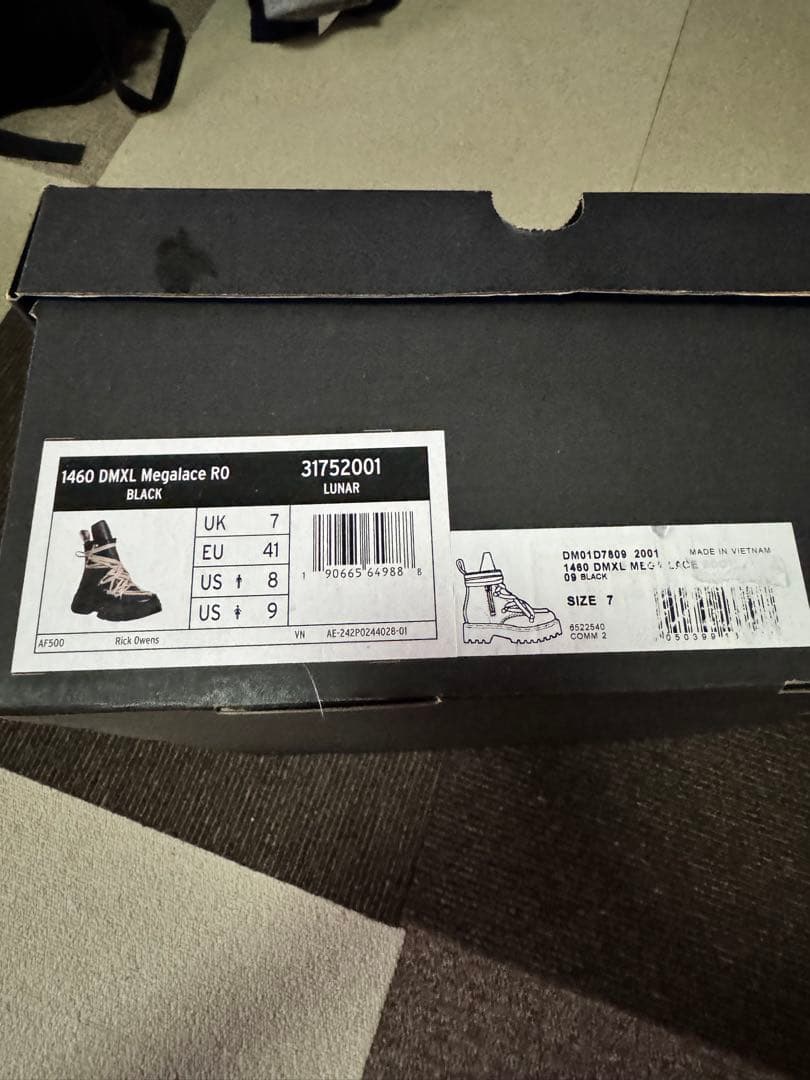 1460 DMXL Megalace RO
BLACK
31752001
LUNAR
UK 7
EU 41
US 8
US 9
1 90665 64988 8
AF500
Rick Owens
VN
AE-242P0244028-01
DM01D7809 2001
MADE IN VIETNAM
1460 DMXL MEG LACE
09 BLACK
SIZE 7
6522540
COMM 2